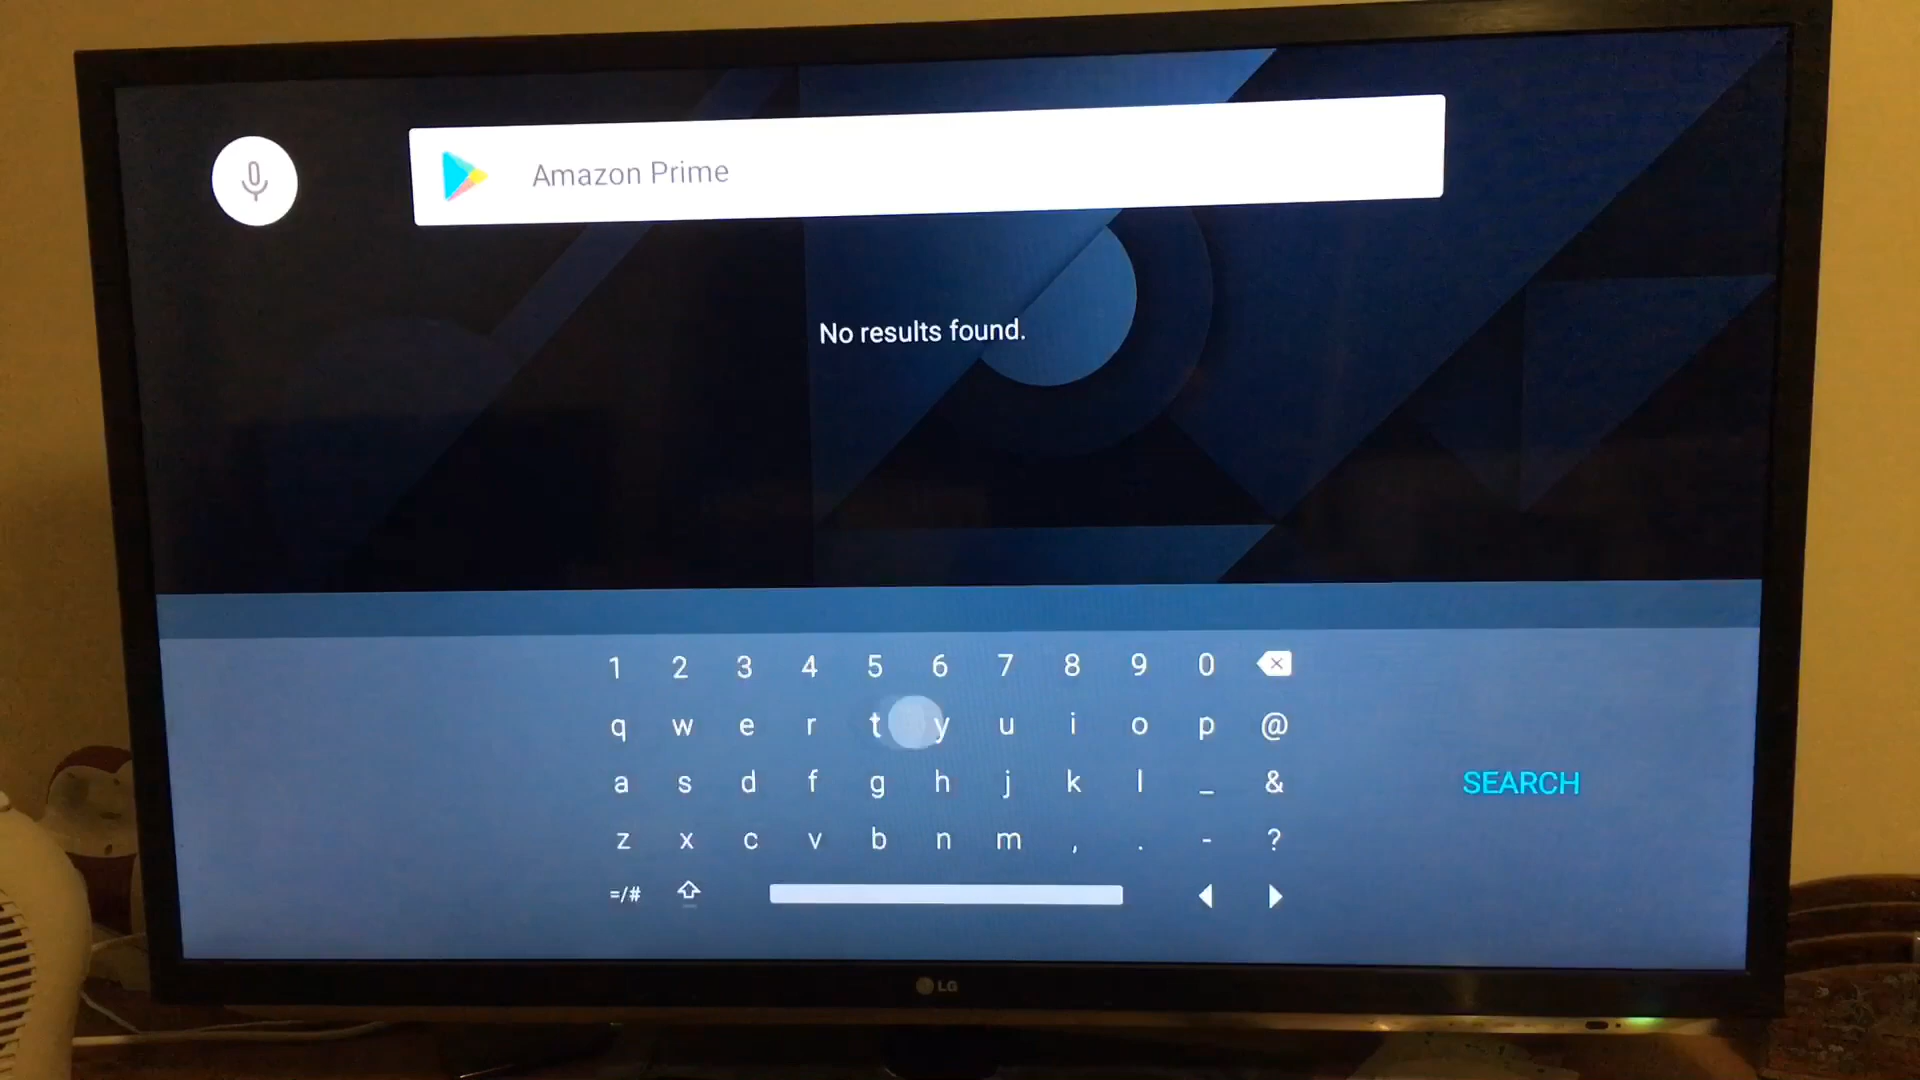 Amazon Prime
No results found.
1 2 3 4 5 6 7 8 9 0
q w e r t y u i o p @
a s d f g h j k l _ &
z x c v b n m , . - ?
=/#
SEARCH
LG